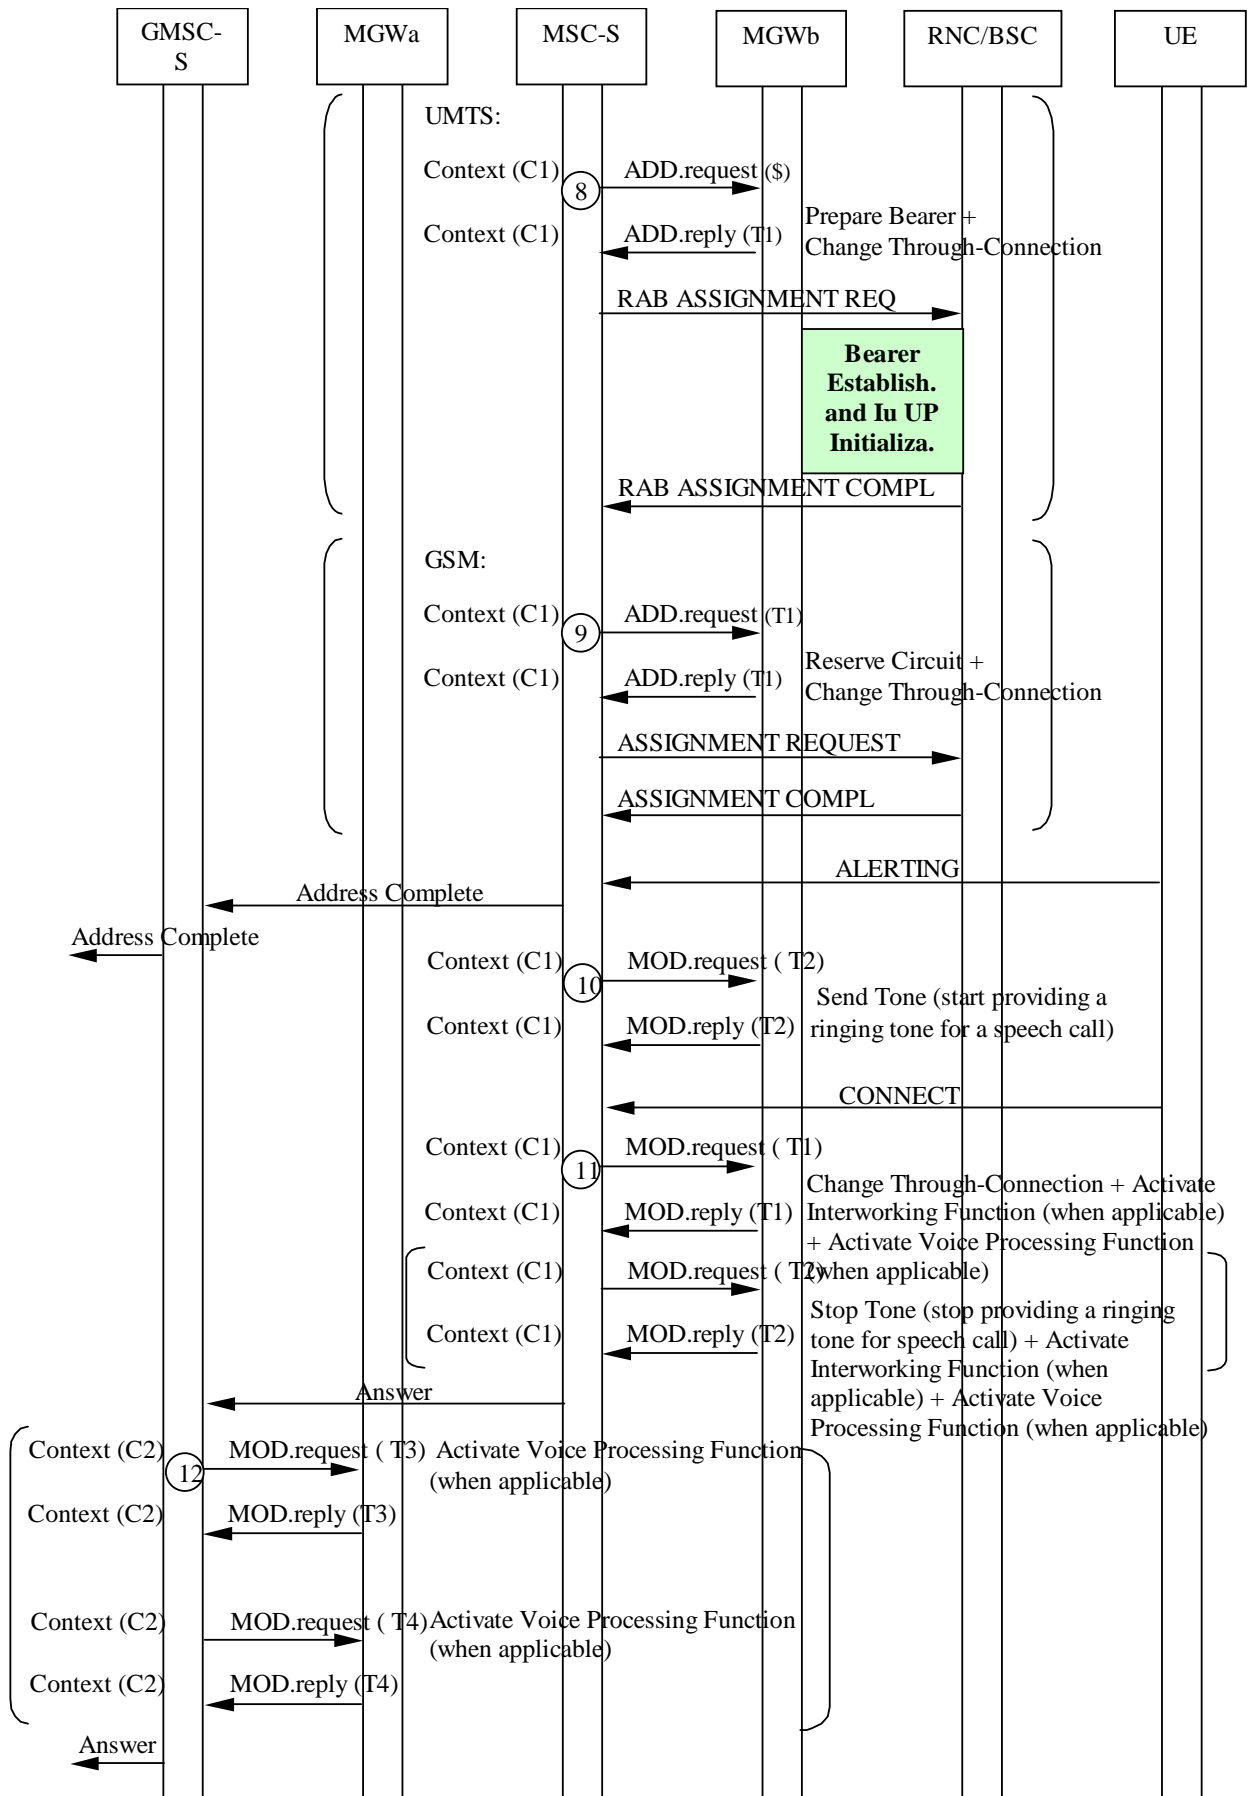 GMSC-
S
MGWa
MSC-S
MGWb
RNC/BSC
UE
UMTS:
Context (C1)
8
ADD.request ($)
Context (C1)
ADD.reply (T1)
Prepare Bearer +
Change Through-Connection
RAB ASSIGNMENT REQ
Bearer
Establish.
and Iu UP
Initializa.
RAB ASSIGNMENT COMPL
GSM:
Context (C1)
9
ADD.request (T1)
Context (C1)
ADD.reply (T1)
Reserve Circuit +
Change Through-Connection
ASSIGNMENT REQUEST
ASSIGNMENT COMPL
ALERTING
Address Complete
Address Complete
Context (C1)
10
MOD.request ( T2)
Context (C1)
MOD.reply (T2)
Send Tone (start providing a
ringing tone for a speech call)
CONNECT
Context (C1)
11
MOD.request ( T1)
Context (C1)
MOD.reply (T1)
Change Through-Connection + Activate
Interworking Function (when applicable)
+ Activate Voice Processing Function
(when applicable)
Context (C1)
MOD.request ( T2)
Context (C1)
MOD.reply (T2)
Stop Tone (stop providing a ringing
tone for speech call) + Activate
Interworking Function (when
applicable) + Activate Voice
Processing Function (when applicable)
Answer
Context (C2)
12
MOD.request ( T3)
Activate Voice Processing Function
(when applicable)
Context (C2)
MOD.reply (T3)
Context (C2)
MOD.request ( T4)
Activate Voice Processing Function
(when applicable)
Context (C2)
MOD.reply (T4)
Answer